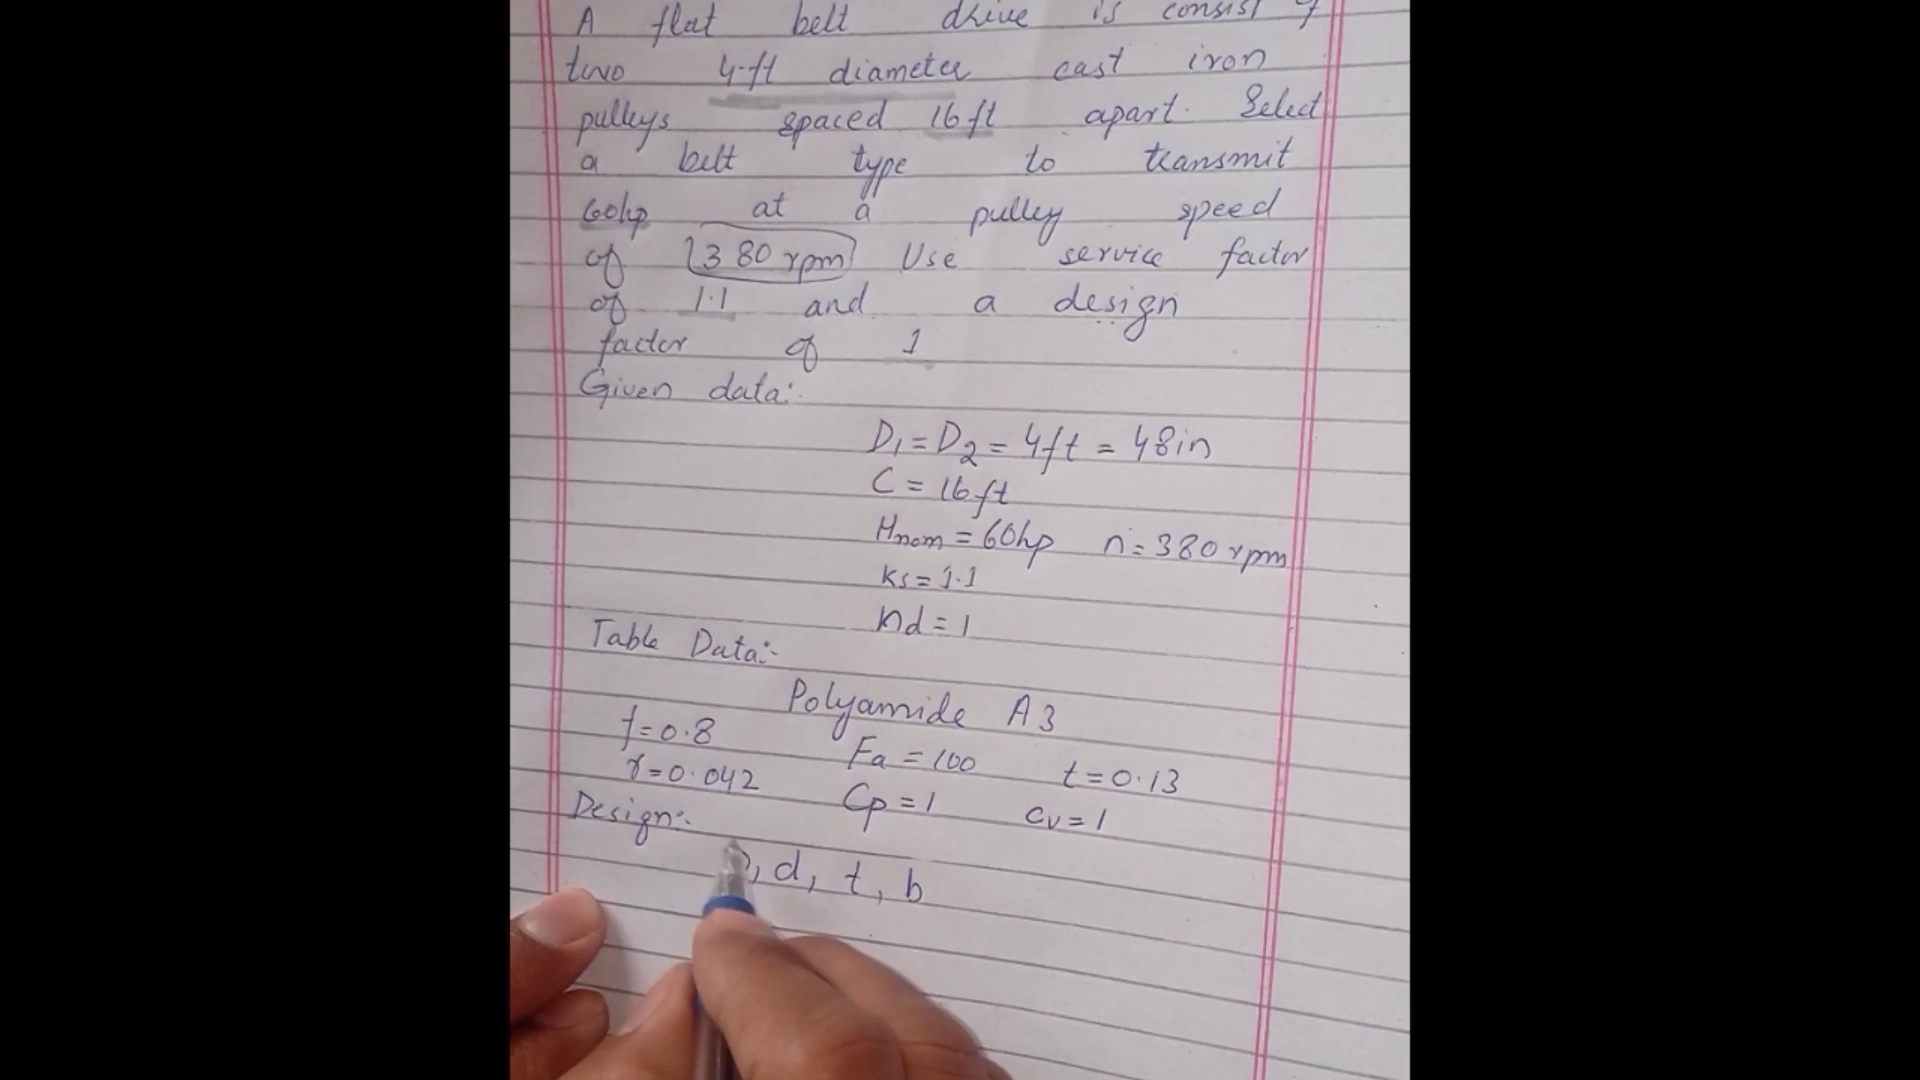 A flat belt drive is consist of
two 4-ft diameter cast iron
pulleys spaced 16ft apart. Select
a belt type to transmit
60hp at a pulley speed
of 380 rpm Use service factor
of 1.1 and a design
factor of 1
Given data:-
D1 = D2 = 4ft = 48in
C = 16ft
Hnom = 60hp n = 380 rpm
Ks = 1.1
nd = 1
Table Data:-
Polyamide A3
f = 0.8 Fa = 100 t = 0.13
γ = 0.042 Cp = 1 Cv = 1
Design:-
, d, t, b